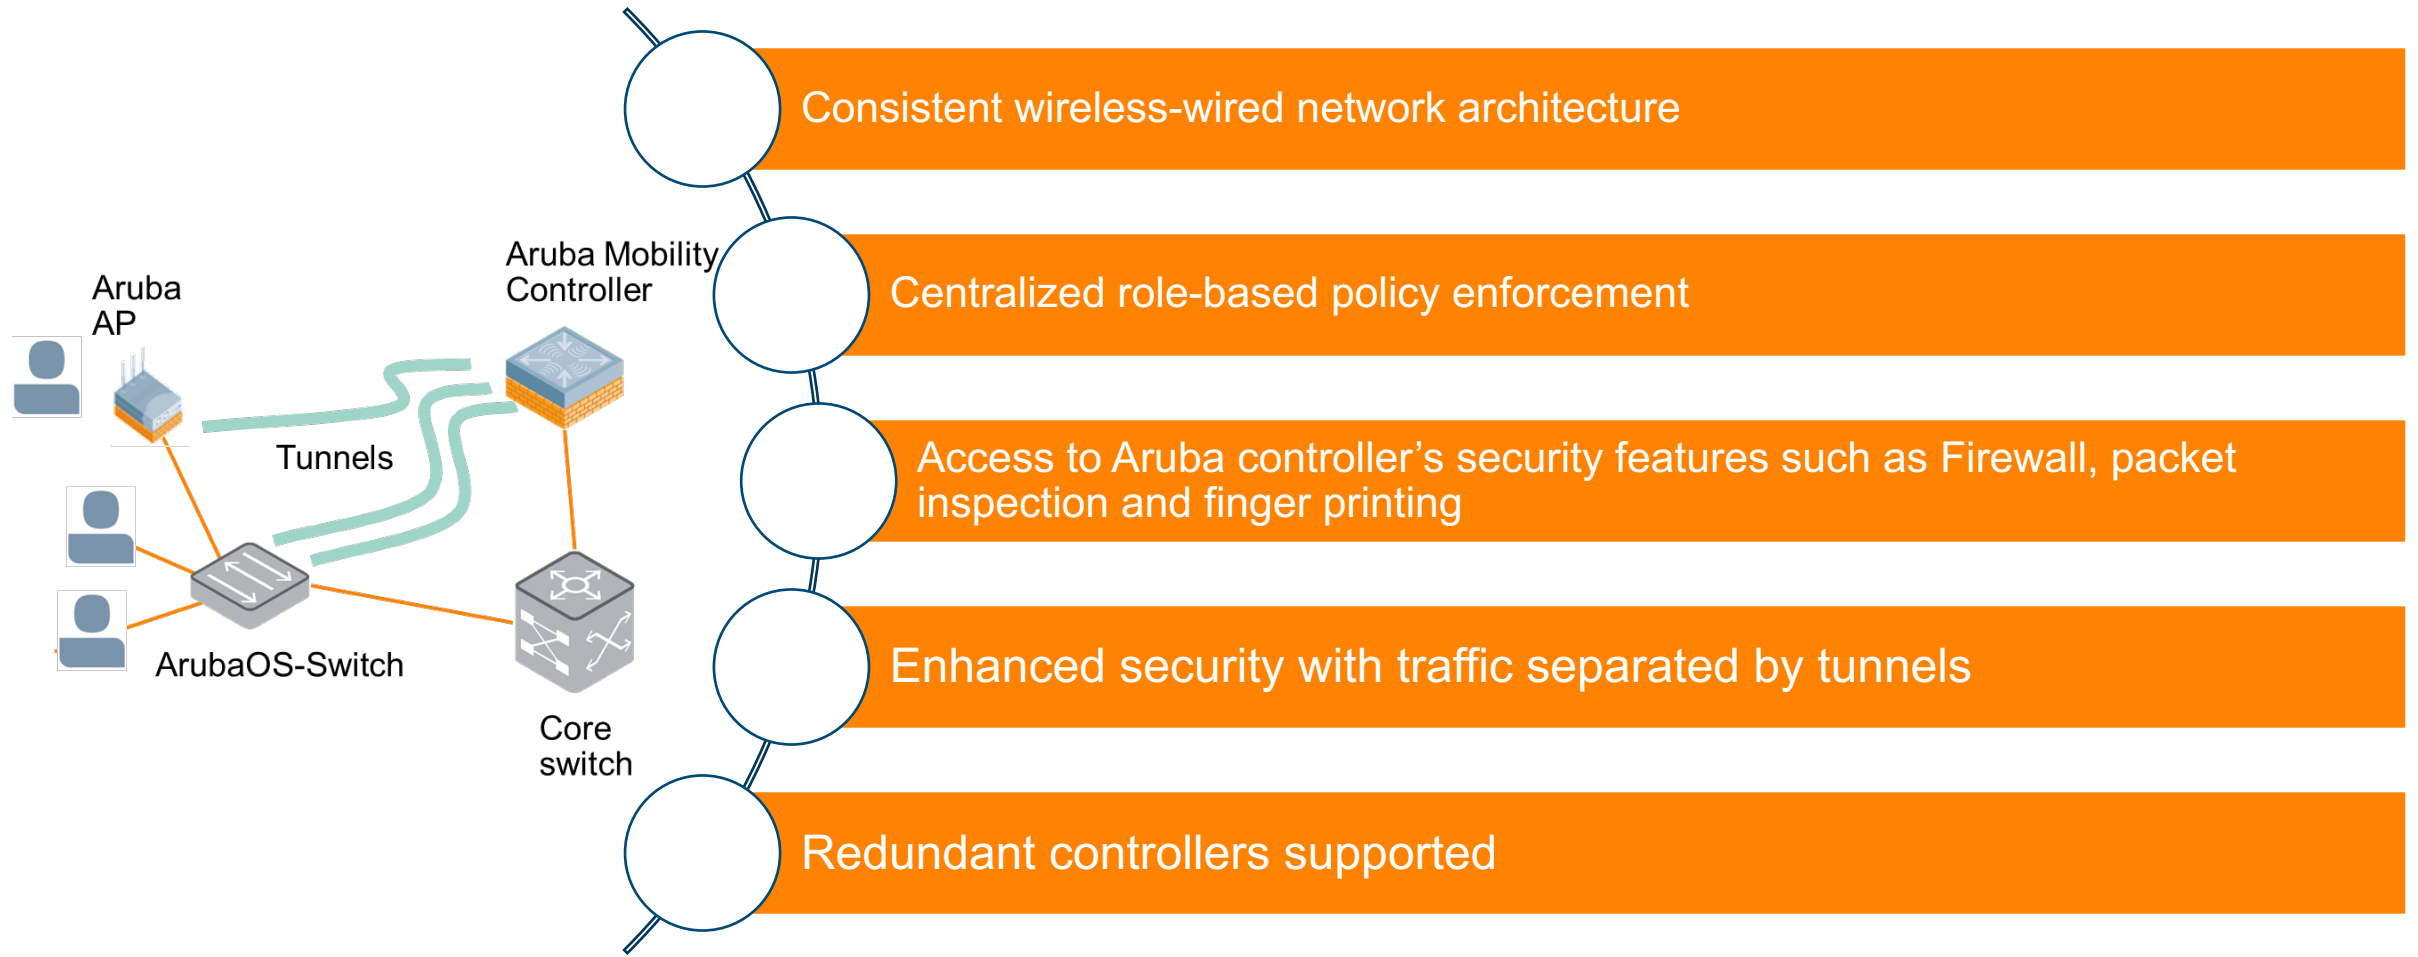 Aruba
AP
Aruba Mobility
Controller
Tunnels
ArubaOS-Switch
Core
switch
Consistent wireless-wired network architecture
Centralized role-based policy enforcement
Access to Aruba controller’s security features such as Firewall, packet
inspection and finger printing
Enhanced security with traffic separated by tunnels
Redundant controllers supported